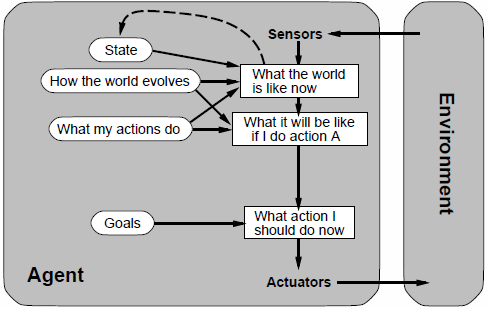 Sensors
State
What the world
is like now
How the world evolves
What it will be like
if I do action A
What my actions do
What action I
should do now
Goals
Agent
Actuators
Environment